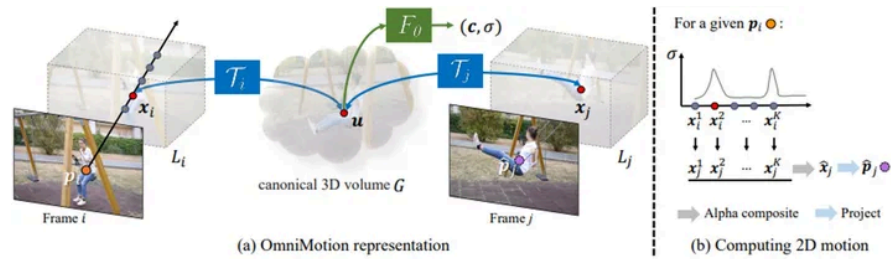 F_θ
(c, σ)
For a given p_i :
T_i
T_j
σ
x_i
u
x_j
x_i^1 x_i^2 ... x_i^K
L_i
L_j
p_i
p̂_j
x_j^1 x_j^2 ... x_j^K
x̂_j
p̂_j
canonical 3D volume G
Frame i
Frame j
Alpha composite
Project
(a) OmniMotion representation
(b) Computing 2D motion